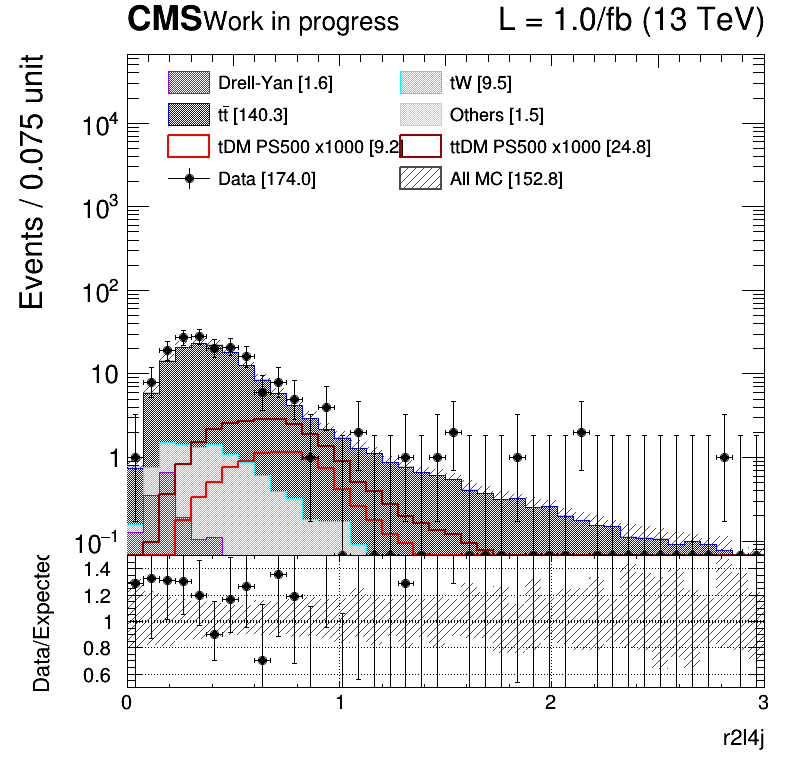 CMS Work in progress L = 1.0/fb (13 TeV)
Drell-Yan [1.6] tW [9.5]
tt̄ [140.3] Others [1.5]
tDM PS500 x1000 [9.2] ttDM PS500 x1000 [24.8]
Data [174.0] All MC [152.8]
Events / 0.075 unit
10⁴
10³
10²
10
1
10⁻¹
Data/Expected
1.4
1.2
1
0.8
0.6
0 1 2 3
r2l4j